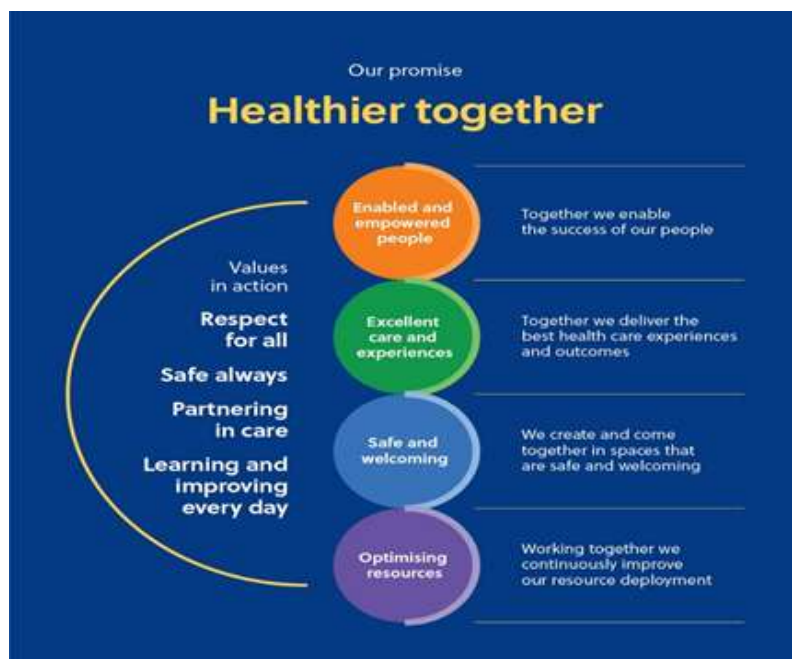 Our promise
Healthier together
Values
in action
Respect
for all
Safe always
Partnering
in care
Learning and
improving
every day
Enabled and
empowered
people
Together we enable
the success of our people
Excellent
care and
experiences
Together we deliver the
best health care experiences
and outcomes
Safe and
welcoming
We create and come
together in spaces that
are safe and welcoming
Optimising
resources
Working together we
continuously improve
our resource deployment